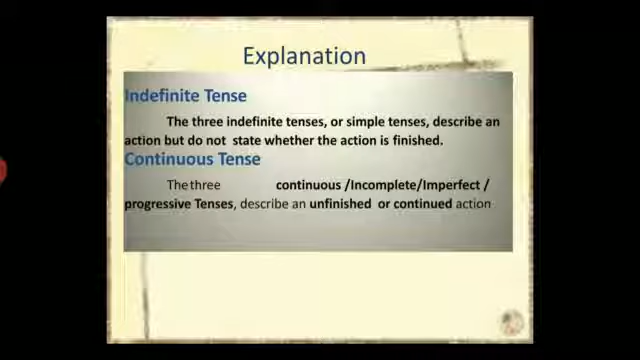 Explanation
Indefinite Tense
The three indefinite tenses, or simple tenses, describe an
action but do not state whether the action is finished.
Continuous Tense
The three continuous /Incomplete/Imperfect /
progressive Tenses, describe an unfinished or continued action